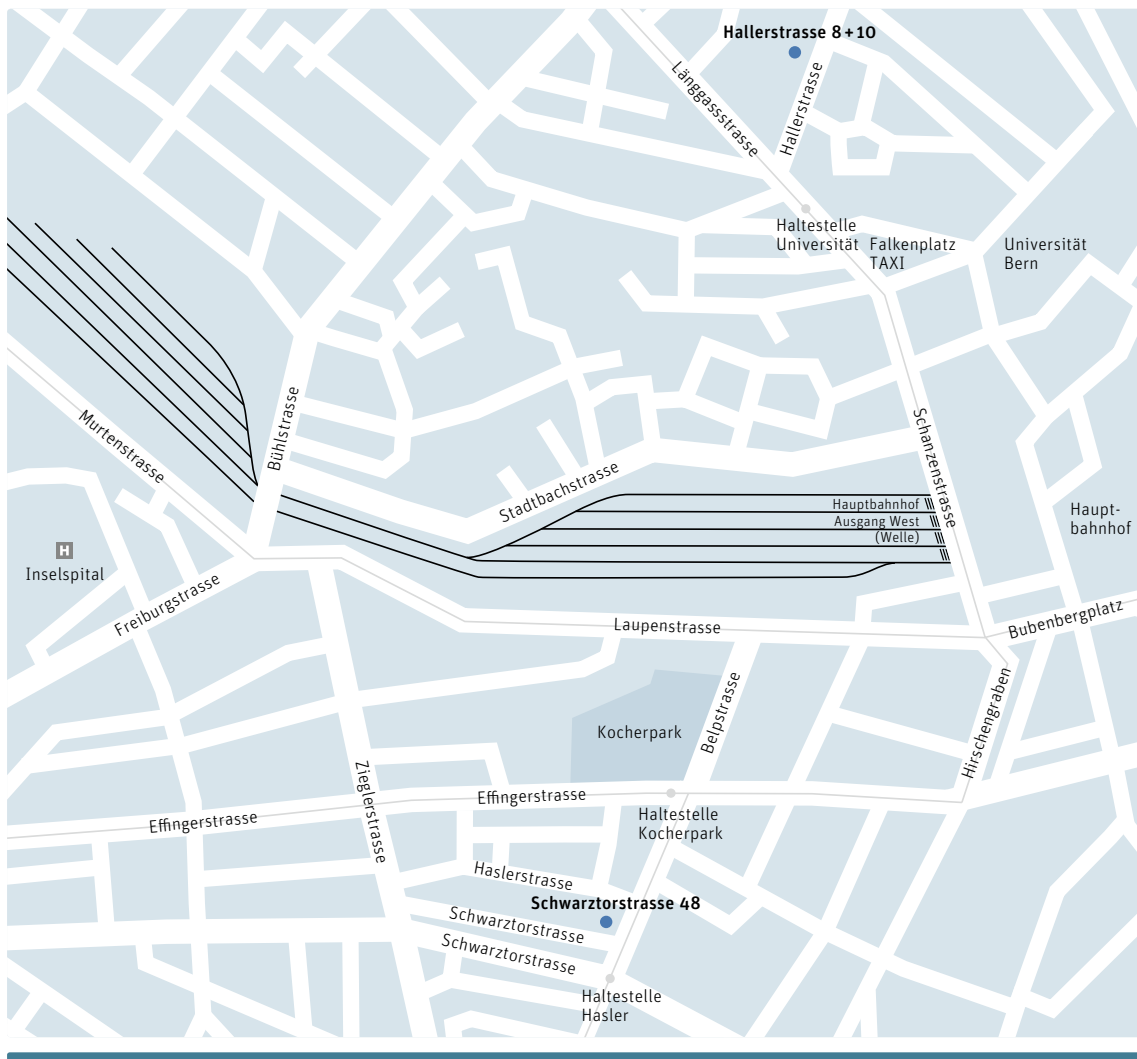 Hallerstrasse 8+10
Länggassstrasse
Hallerstrasse
Haltestelle
Universität
Falkenplatz
TAXI
Universität
Bern
Murtenstrasse
Bühlstrasse
Stadtbachstrasse
Schanzenstrasse
Hauptbahnhof
Ausgang West
(Welle)
Haupt-
bahnhof
H
Inselspital
Freiburgstrasse
Laupenstrasse
Bubenbergplatz
Kocherpark
Belpstrasse
Hirschengraben
Zieglerstrasse
Effingerstrasse
Effingerstrasse
Haltestelle
Kocherpark
Haslerstrasse
Schwarztorstrasse 48
Schwarztorstrasse
Schwarztorstrasse
Haltestelle
Hasler